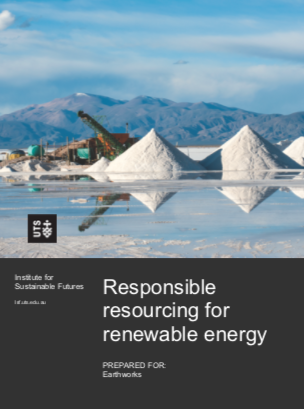 UTS
Institute for
Sustainable Futures
isf.uts.edu.au
Responsible
resourcing for
renewable energy
PREPARED FOR:
Earthworks